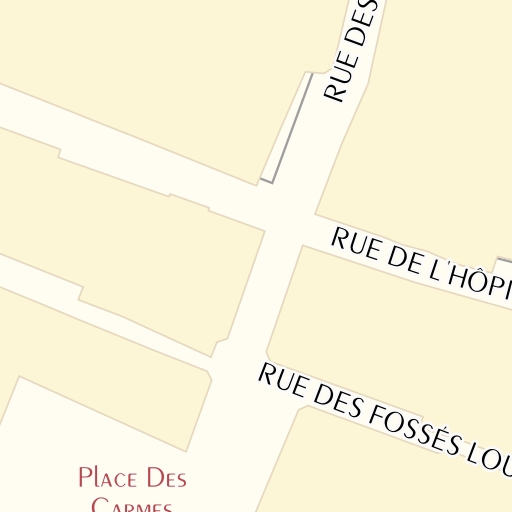 RUE DES
RUE DE L'HÔPI
RUE DES FOSSÉS LOU
PLACE DES
CARMES